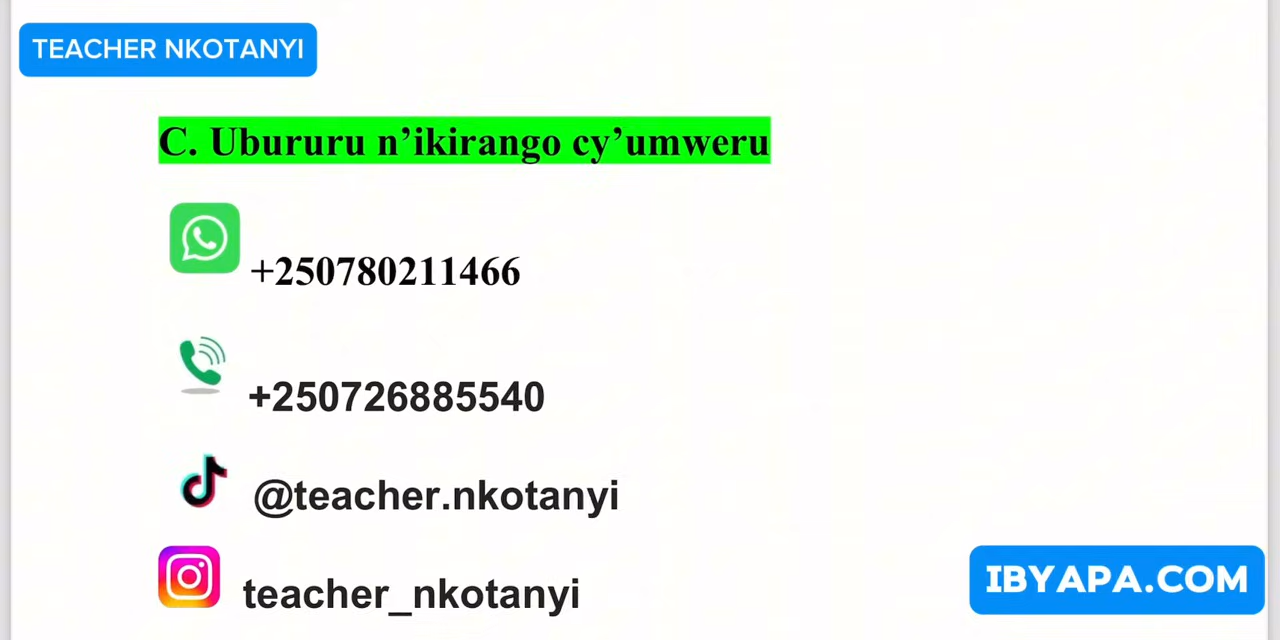 TEACHER NKOTANYI
C. Ubururu n’ikirango cy’umweru
+250780211466
+250726885540
@teacher.nkotanyi
teacher_nkotanyi
IBYAPA.COM